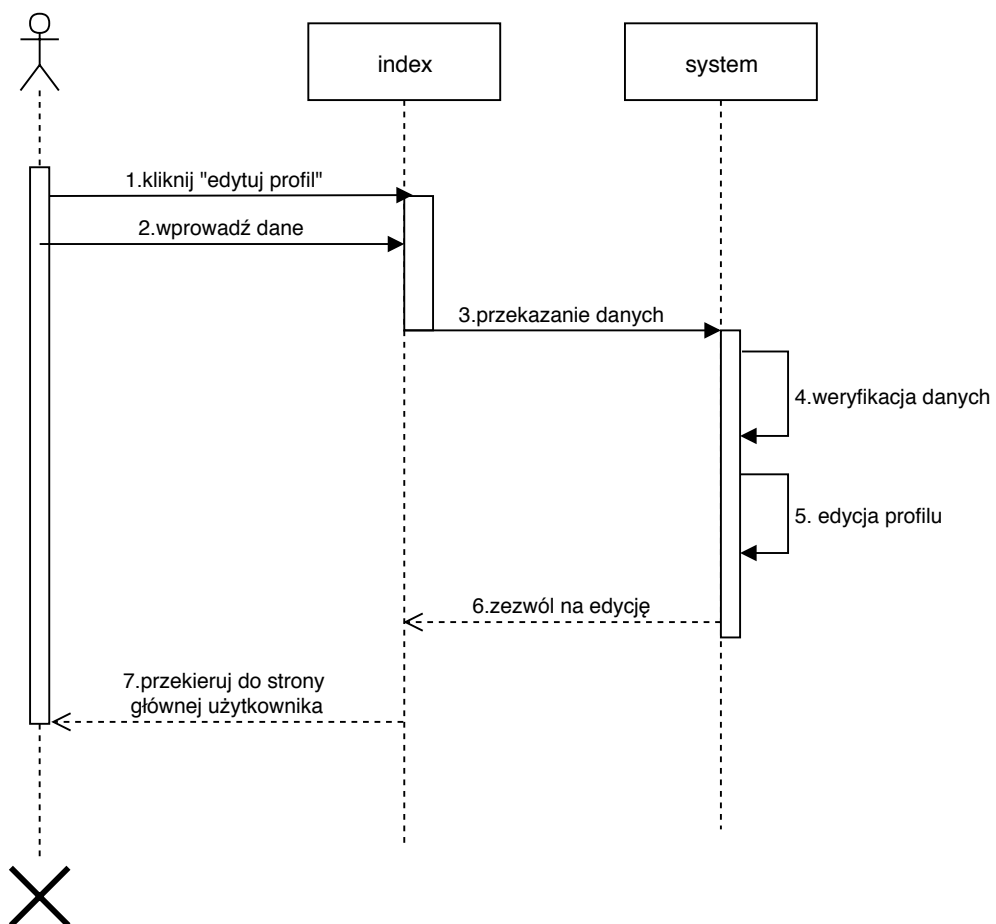 index
system
1.kliknij "edytuj profil"
2.wprowadź dane
3.przekazanie danych
4.weryfikacja danych
5. edycja profilu
6.zezwól na edycję
7.przekieruj do strony
głównej użytkownika